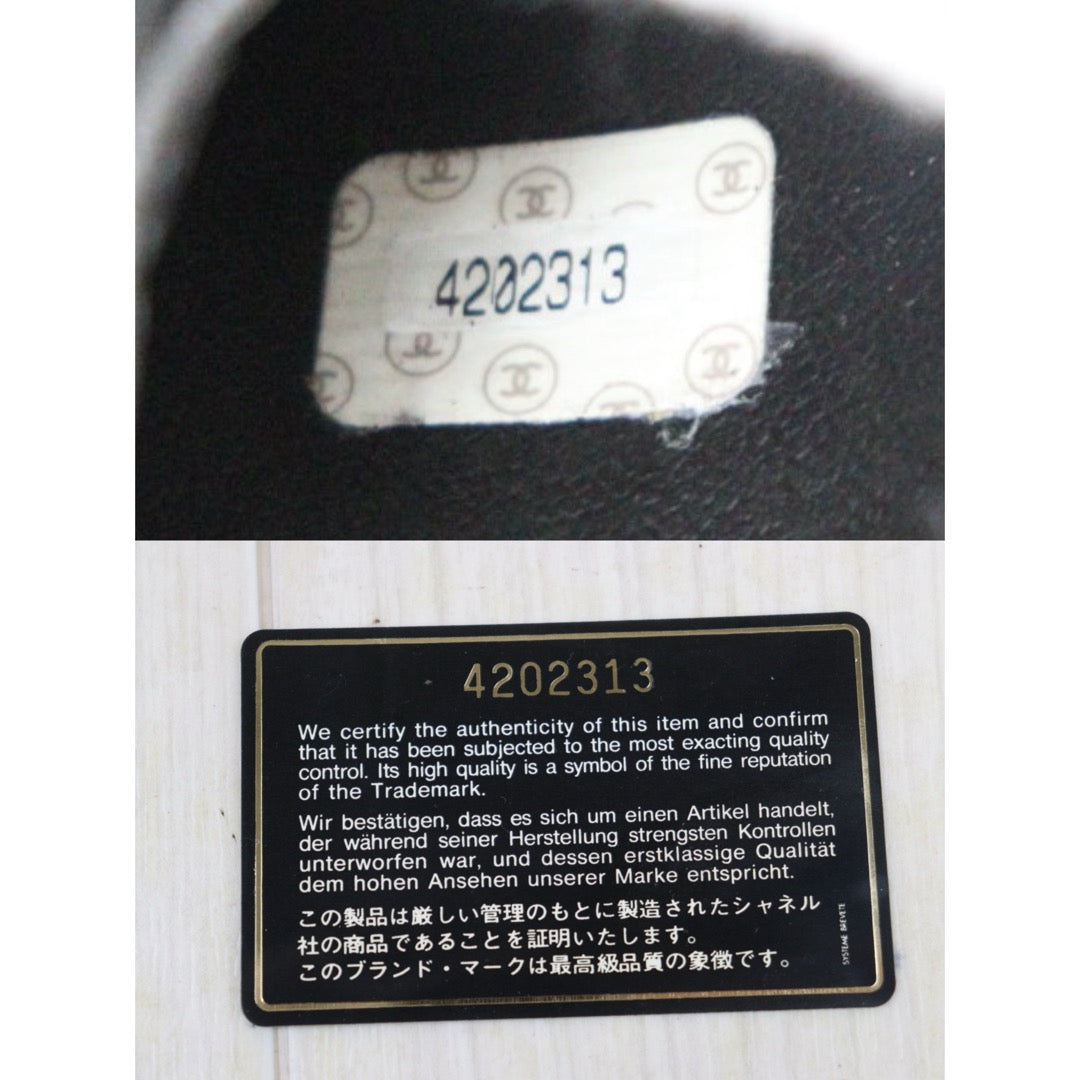 4202313
4202313
We certify the authenticity of this item and confirm
that it has been subjected to the most exacting quality
control. Its high quality is a symbol of the fine reputation
of the Trademark.
Wir bestätigen, dass es sich um einen Artikel handelt,
der während seiner Herstellung strengsten Kontrollen
unterworfen war, und dessen erstklassige Qualität
dem hohen Ansehen unserer Marke entspricht.
この製品は厳しい管理のもとに製造されたシャネル
社の商品であることを証明いたします。
このブランド・マークは最高級品質の象徴です。
SYSTEME BREVETE